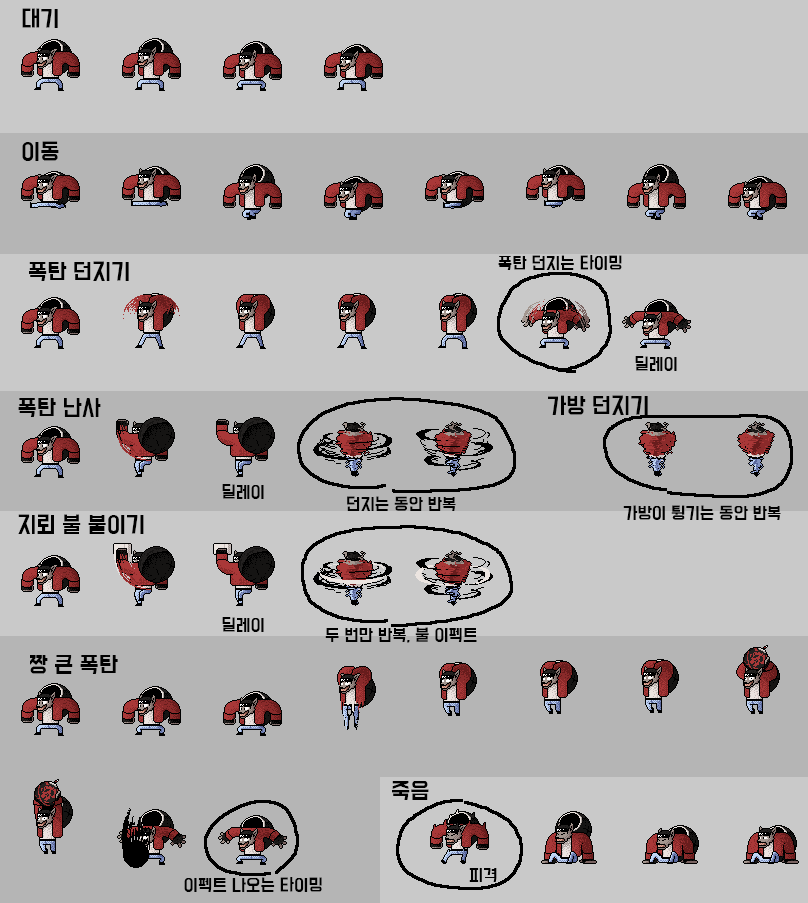 대기
이동
폭탄 던지기
폭탄 던지는 타이밍
딜레이
폭탄 난사
딜레이
던지는 동안 반복
가방 던지기
가방이 튕기는 동안 반복
지뢰 불 붙이기
딜레이
두 번만 반복, 불 이펙트
짱 큰 폭탄
이펙트 나오는 타이밍
죽음
피격